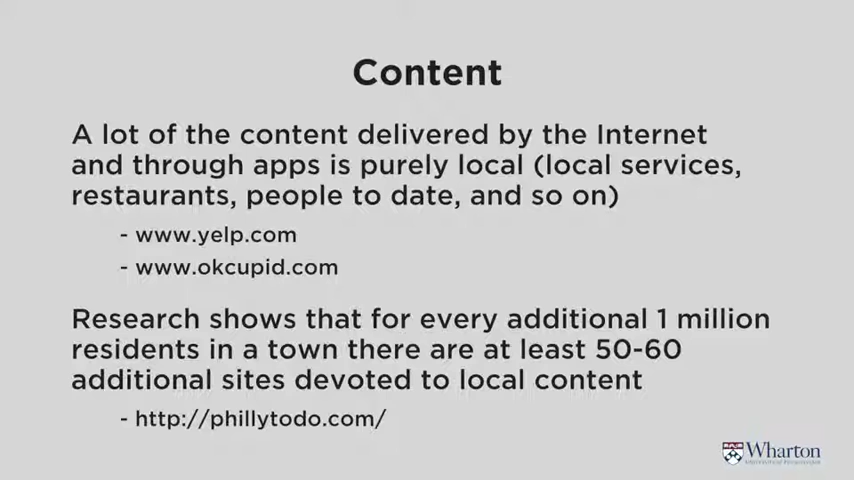 Content
A lot of the content delivered by the Internet
and through apps is purely local (local services,
restaurants, people to date, and so on)
- www.yelp.com
- www.okcupid.com
Research shows that for every additional 1 million
residents in a town there are at least 50-60
additional sites devoted to local content
- http://phillytodo.com/
Wharton